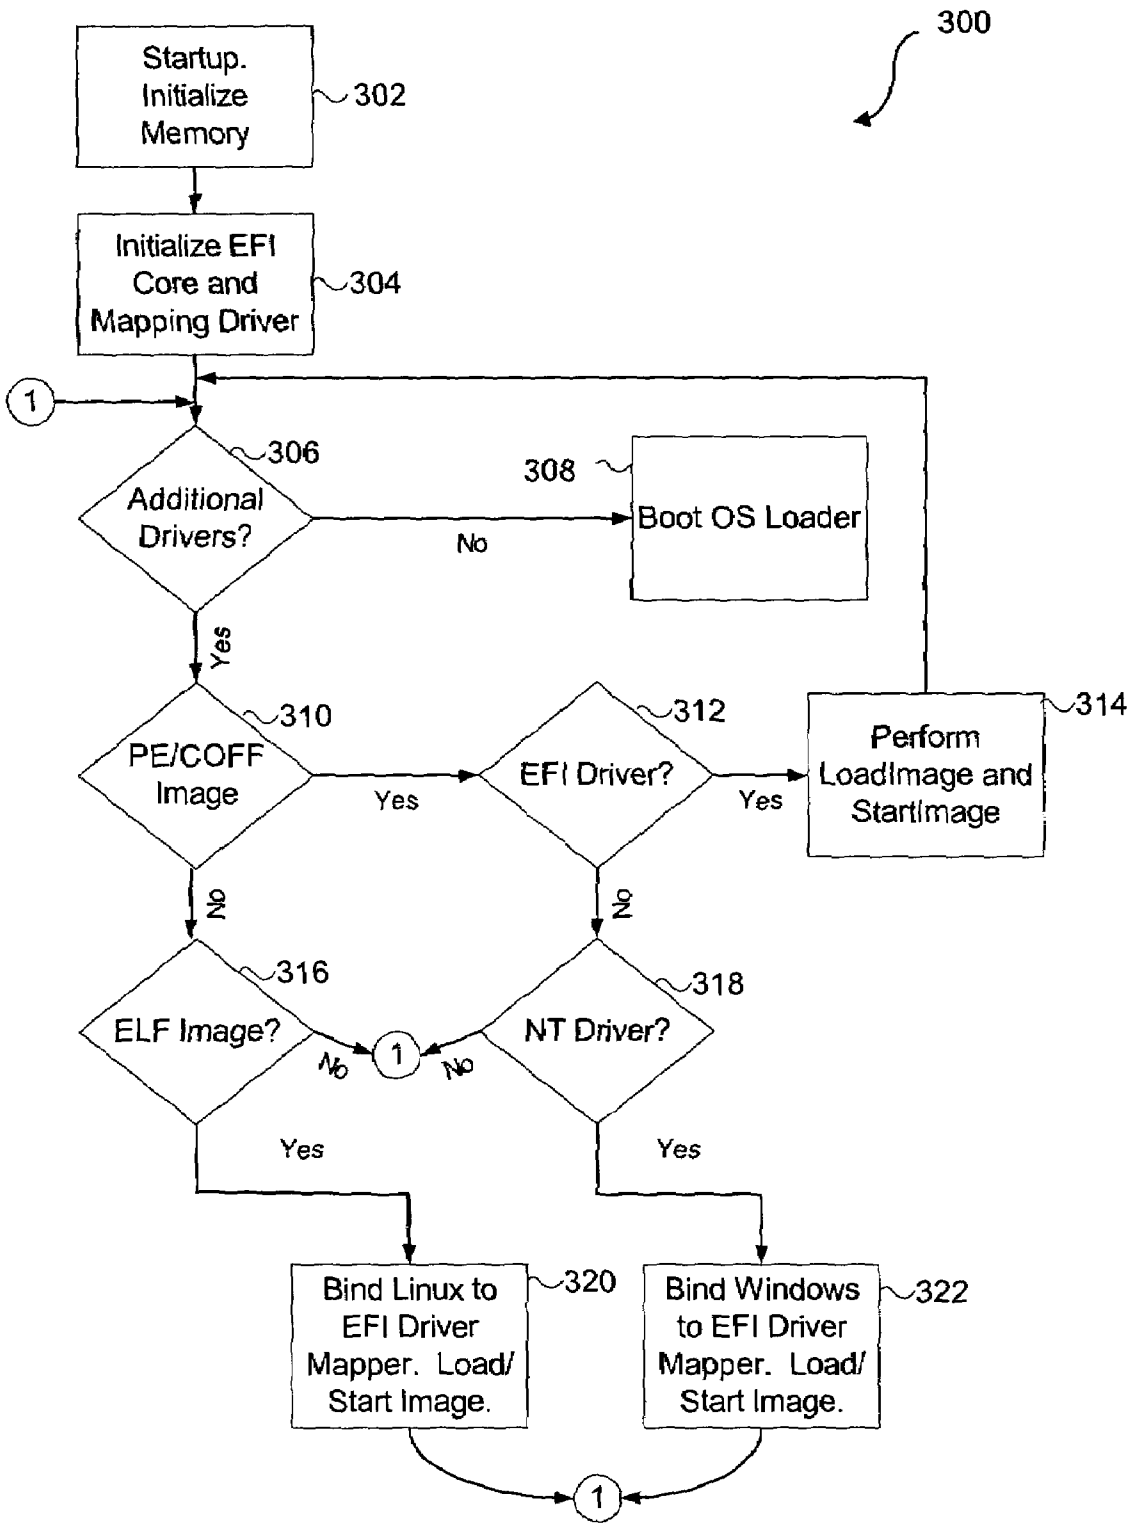 300
Startup.
Initialize
Memory
302
Initialize EFI
Core and
Mapping Driver
304
1
306
Additional
Drivers?
No
308
Boot OS Loader
Yes
310
PE/COFF
Image
Yes
312
EFI Driver?
Yes
314
Perform
LoadImage and
StartImage
No
No
316
ELF Image?
No
1
No
318
NT Driver?
Yes
Yes
Bind Linux to
EFI Driver
Mapper. Load/
Start Image.
320
Bind Windows
to EFI Driver
Mapper. Load/
Start Image.
322
1